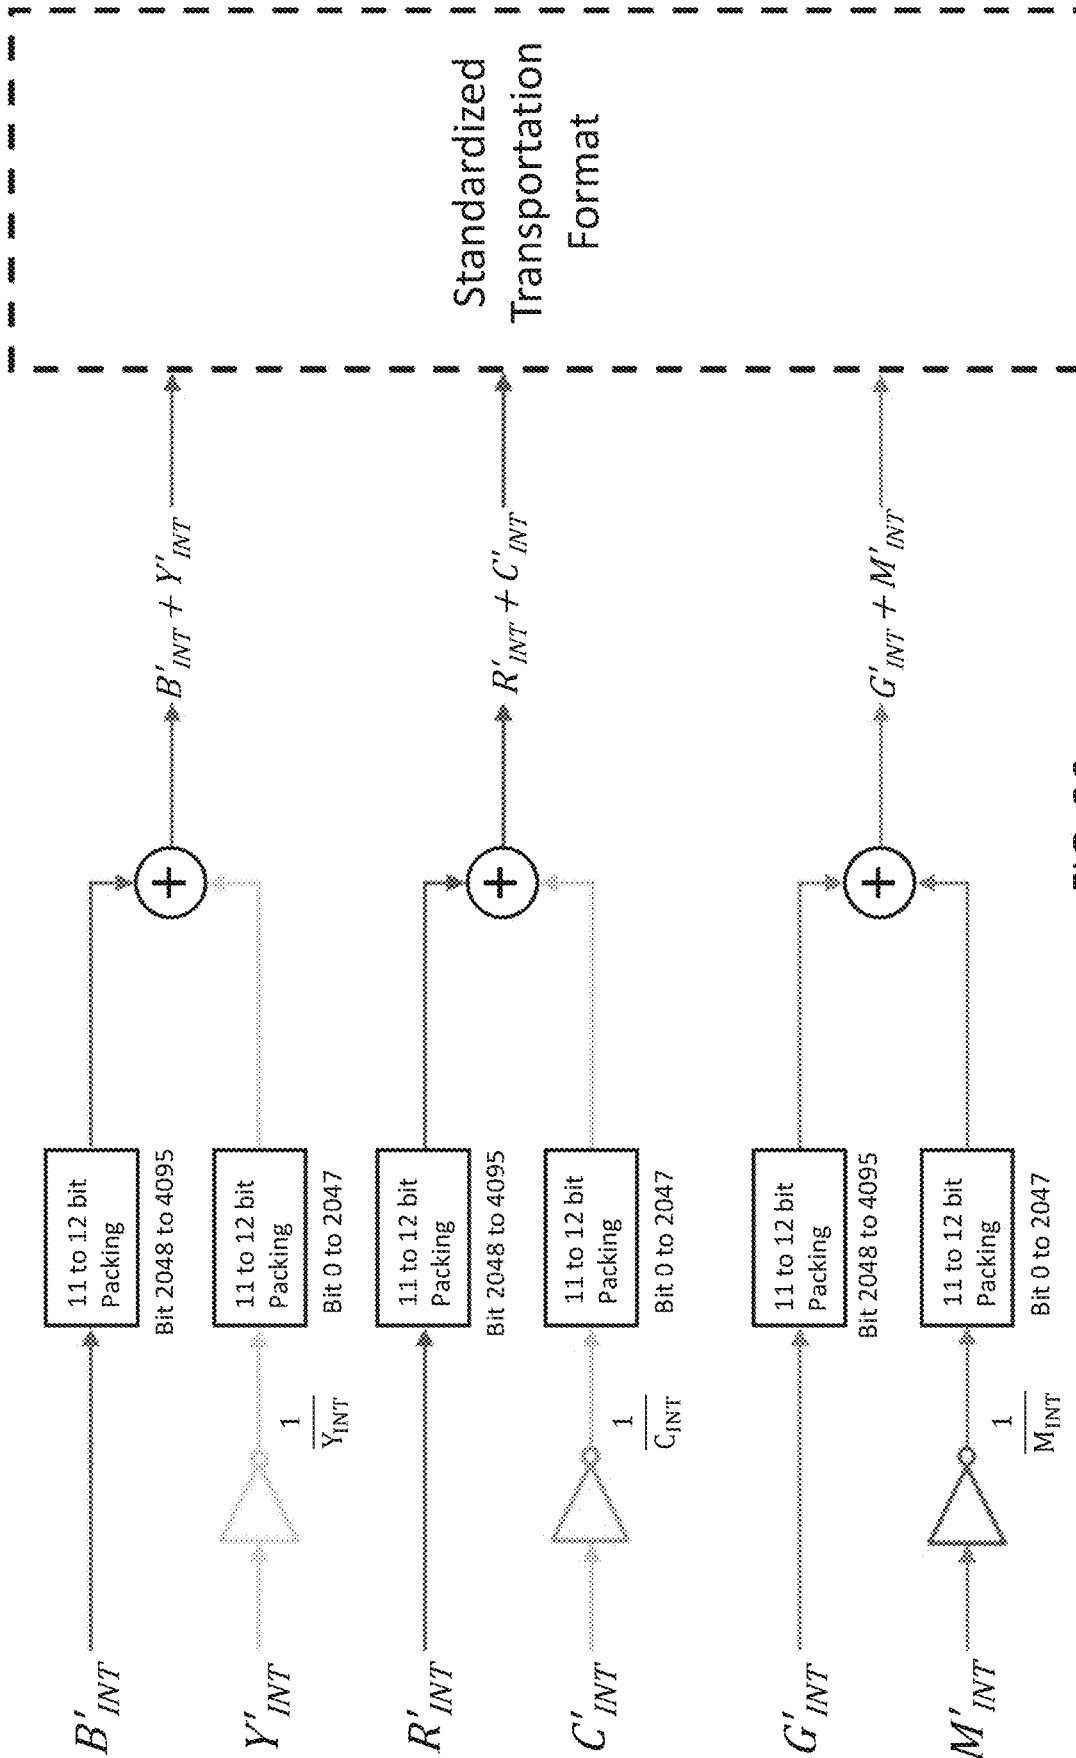 B'INT
11 to 12 bit
Packing
Bit 2048 to 4095
Y'INT
1
YINT
11 to 12 bit
Packing
Bit 0 to 2047
+
B'INT + Y'INT
R'INT
11 to 12 bit
Packing
Bit 2048 to 4095
C'INT
1
CINT
11 to 12 bit
Packing
Bit 0 to 2047
+
R'INT + C'INT
G'INT
11 to 12 bit
Packing
Bit 2048 to 4095
M'INT
1
MINT
11 to 12 bit
Packing
Bit 0 to 2047
+
G'INT + M'INT
Standardized
Transportation
Format